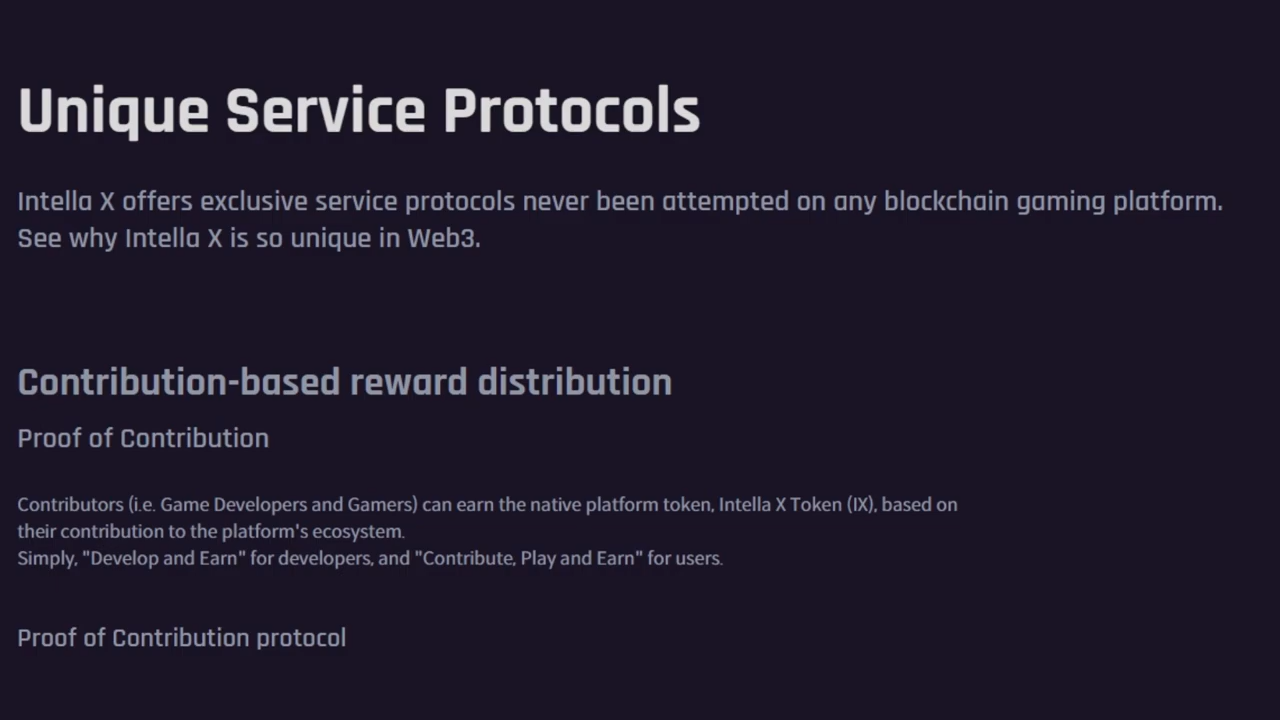 Unique Service Protocols
Intella X offers exclusive service protocols never been attempted on any blockchain gaming platform.
See why Intella X is so unique in Web3.
Contribution-based reward distribution
Proof of Contribution
Contributors (i.e. Game Developers and Gamers) can earn the native platform token, Intella X Token (IX), based on
their contribution to the platform's ecosystem.
Simply, "Develop and Earn" for developers, and "Contribute, Play and Earn" for users.
Proof of Contribution protocol